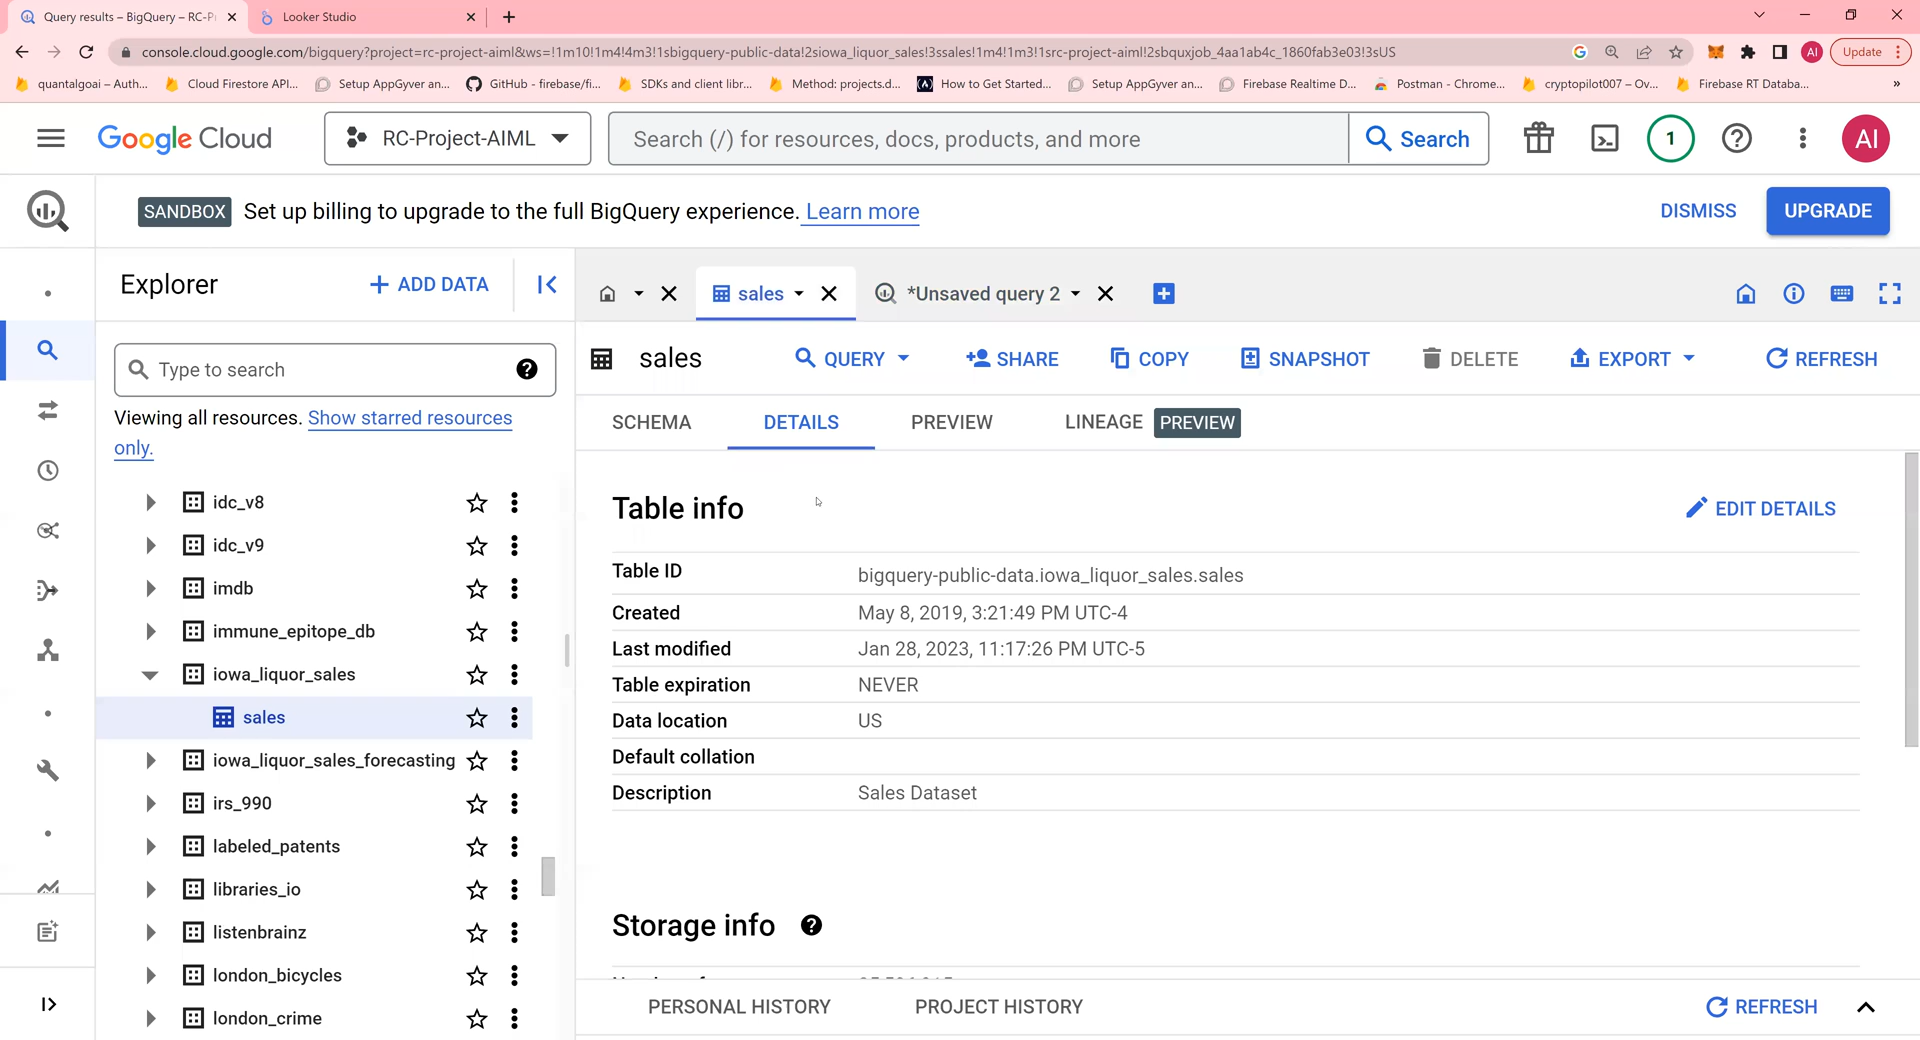 Query results – BigQuery – RC-P
Looker Studio
console.cloud.google.com/bigquery?project=rc-project-aiml&ws=!1m10!1m4!4m3!1sbigquery-public-data!2siowa_liquor_sales!3ssales!1m4!1m3!1src-project-aiml!2sbquxjob_4aa1ab4c_1860fab3e03!3sUS
AI
Update
quantalgoai – Auth...
Cloud Firestore API...
Setup AppGyver an...
GitHub - firebase/fi...
SDKs and client libr...
Method: projects.d...
How to Get Started...
Setup AppGyver an...
Firebase Realtime D...
Postman - Chrome...
cryptopilot007 – Ov...
Firebase RT Databa...
»
Google Cloud
RC-Project-AIML
Search (/) for resources, docs, products, and more
Search
1
AI
SANDBOX Set up billing to upgrade to the full BigQuery experience. Learn more
DISMISS
UPGRADE
Explorer
+ ADD DATA
sales
*Unsaved query 2
Type to search
Viewing all resources. Show starred resources
only.
idc_v8
idc_v9
imdb
immune_epitope_db
iowa_liquor_sales
sales
iowa_liquor_sales_forecasting
irs_990
labeled_patents
libraries_io
listenbrainz
london_bicycles
london_crime
sales
QUERY
SHARE
COPY
SNAPSHOT
DELETE
EXPORT
REFRESH
SCHEMA
DETAILS
PREVIEW
LINEAGE PREVIEW
Table info
EDIT DETAILS
Table ID bigquery-public-data.iowa_liquor_sales.sales
Created May 8, 2019, 3:21:49 PM UTC-4
Last modified Jan 28, 2023, 11:17:26 PM UTC-5
Table expiration NEVER
Data location US
Default collation
Description Sales Dataset
Storage info
PERSONAL HISTORY
PROJECT HISTORY
REFRESH